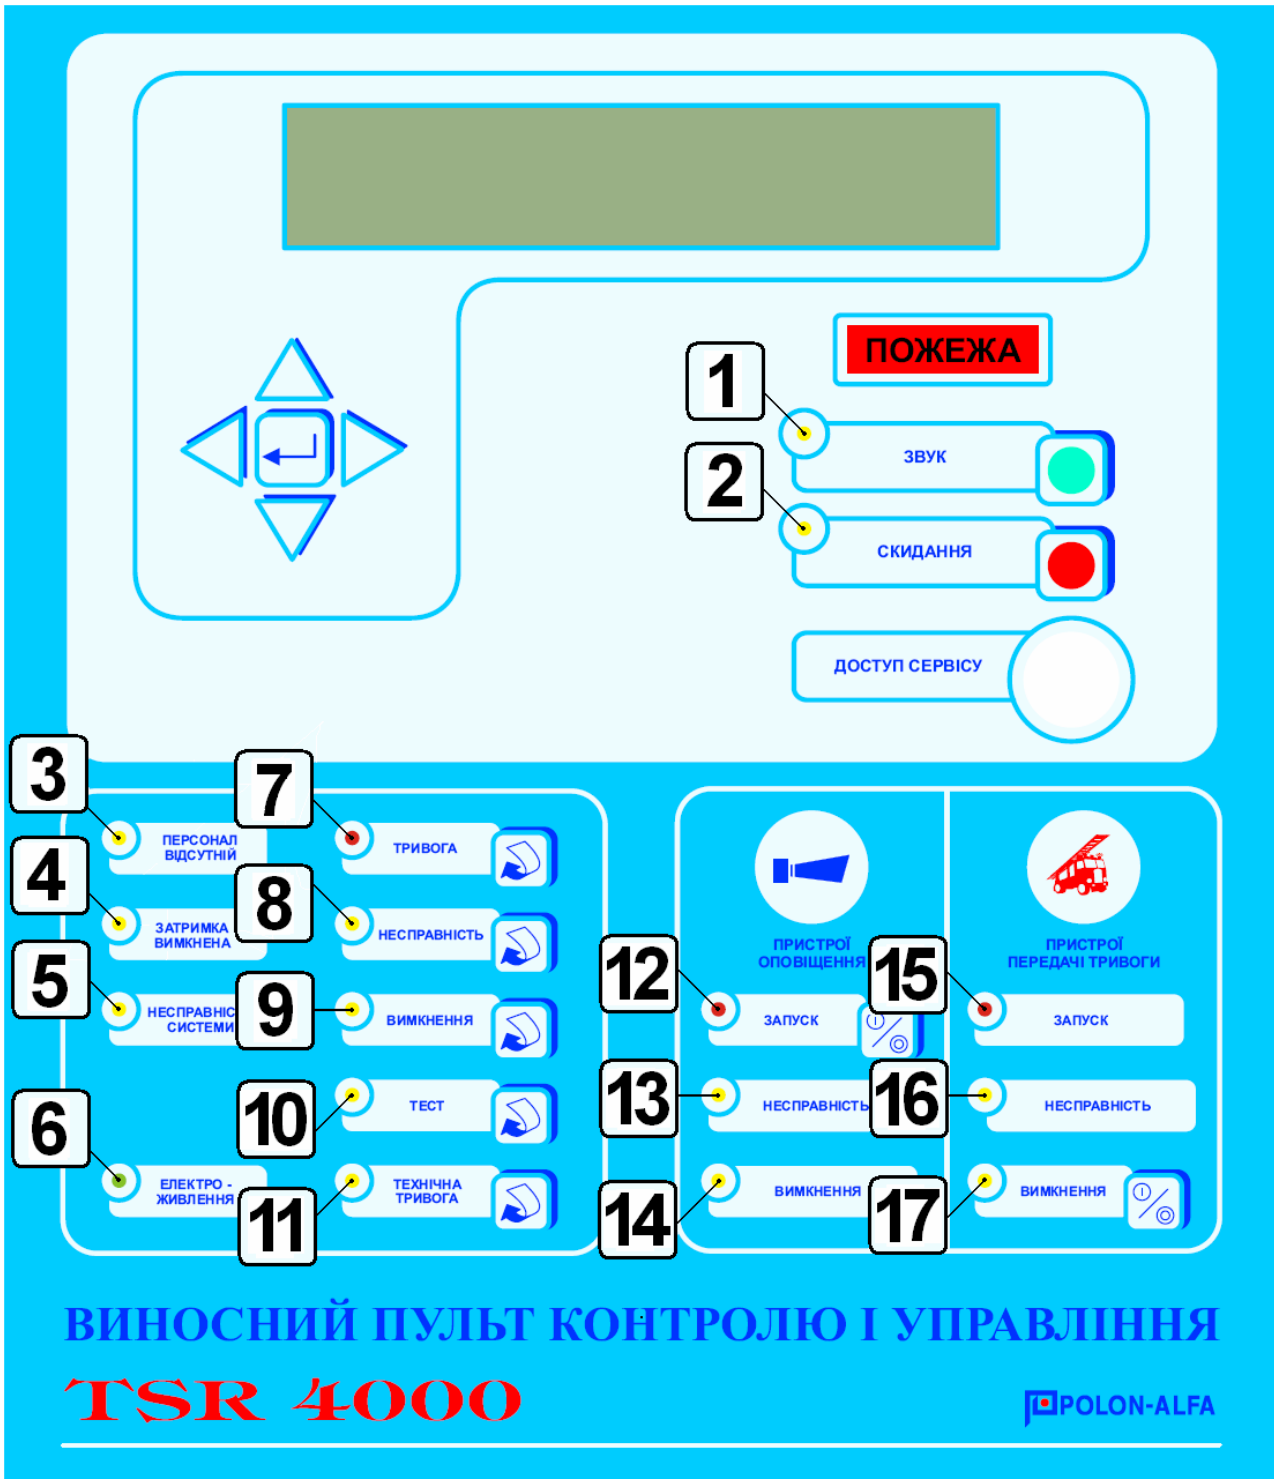 ПОЖЕЖА
1
ЗВУК
2
СКИДАННЯ
ДОСТУП СЕРВІСУ
3
ПЕРСОНАЛ
ВІДСУТНІЙ
4
ЗАТРИМКА
ВИМКНЕНА
5
НЕСПРАВНІС
СИСТЕМИ
6
ЕЛЕКТРО -
ЖИВЛЕННЯ
7
ТРИВОГА
8
НЕСПРАВНІСТЬ
9
ВИМКНЕННЯ
10
ТЕСТ
11
ТЕХНІЧНА
ТРИВОГА
ПРИСТРОЇ
ОПОВІЩЕННЯ
12
ЗАПУСК
13
НЕСПРАВНІСТЬ
14
ВИМКНЕННЯ
ПРИСТРОЇ
ПЕРЕДАЧІ ТРИВОГИ
15
ЗАПУСК
16
НЕСПРАВНІСТЬ
17
ВИМКНЕННЯ
ВИНОСНИЙ ПУЛЬТ КОНТРОЛЮ І УПРАВЛІННЯ
TSR 4000
POLON-ALFA